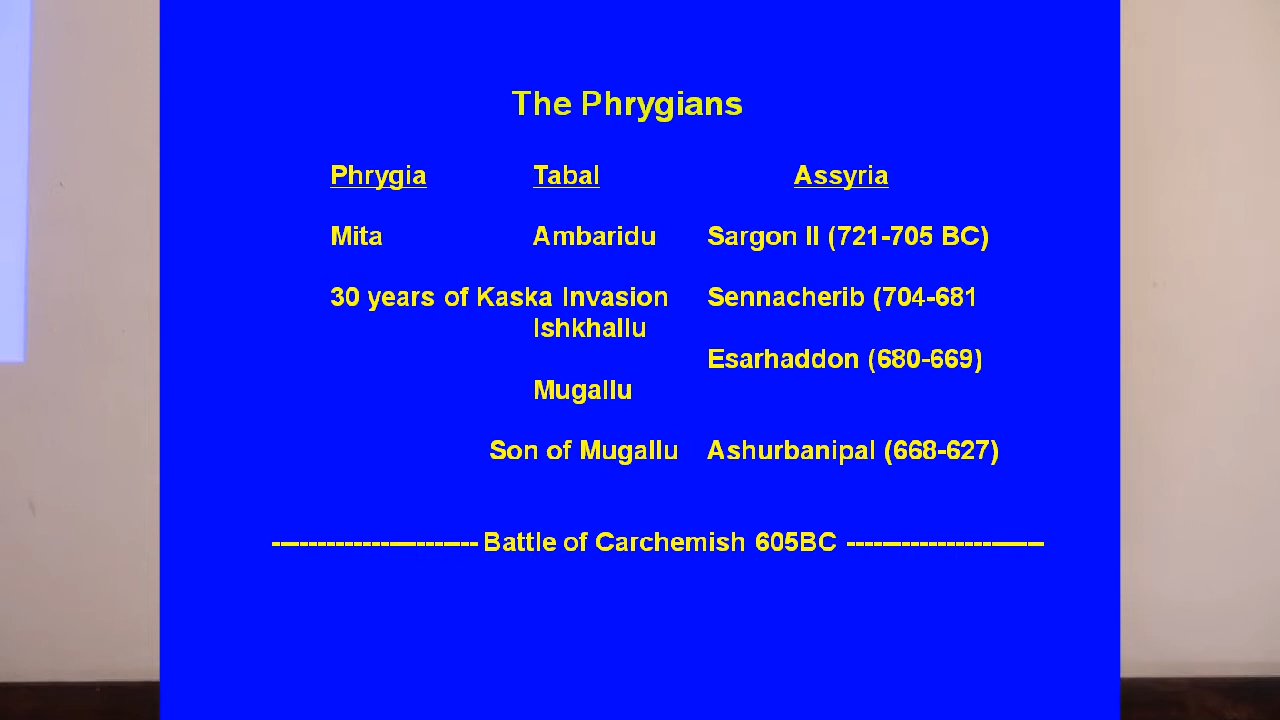 The Phrygians
Phrygia Tabal Assyria
Mita Ambaridu Sargon II (721-705 BC)
30 years of Kaska Invasion Sennacherib (704-681
Ishkhallu
Esarhaddon (680-669)
Mugallu
Son of Mugallu Ashurbanipal (668-627)
----------------------- Battle of Carchemish 605BC ----------------------